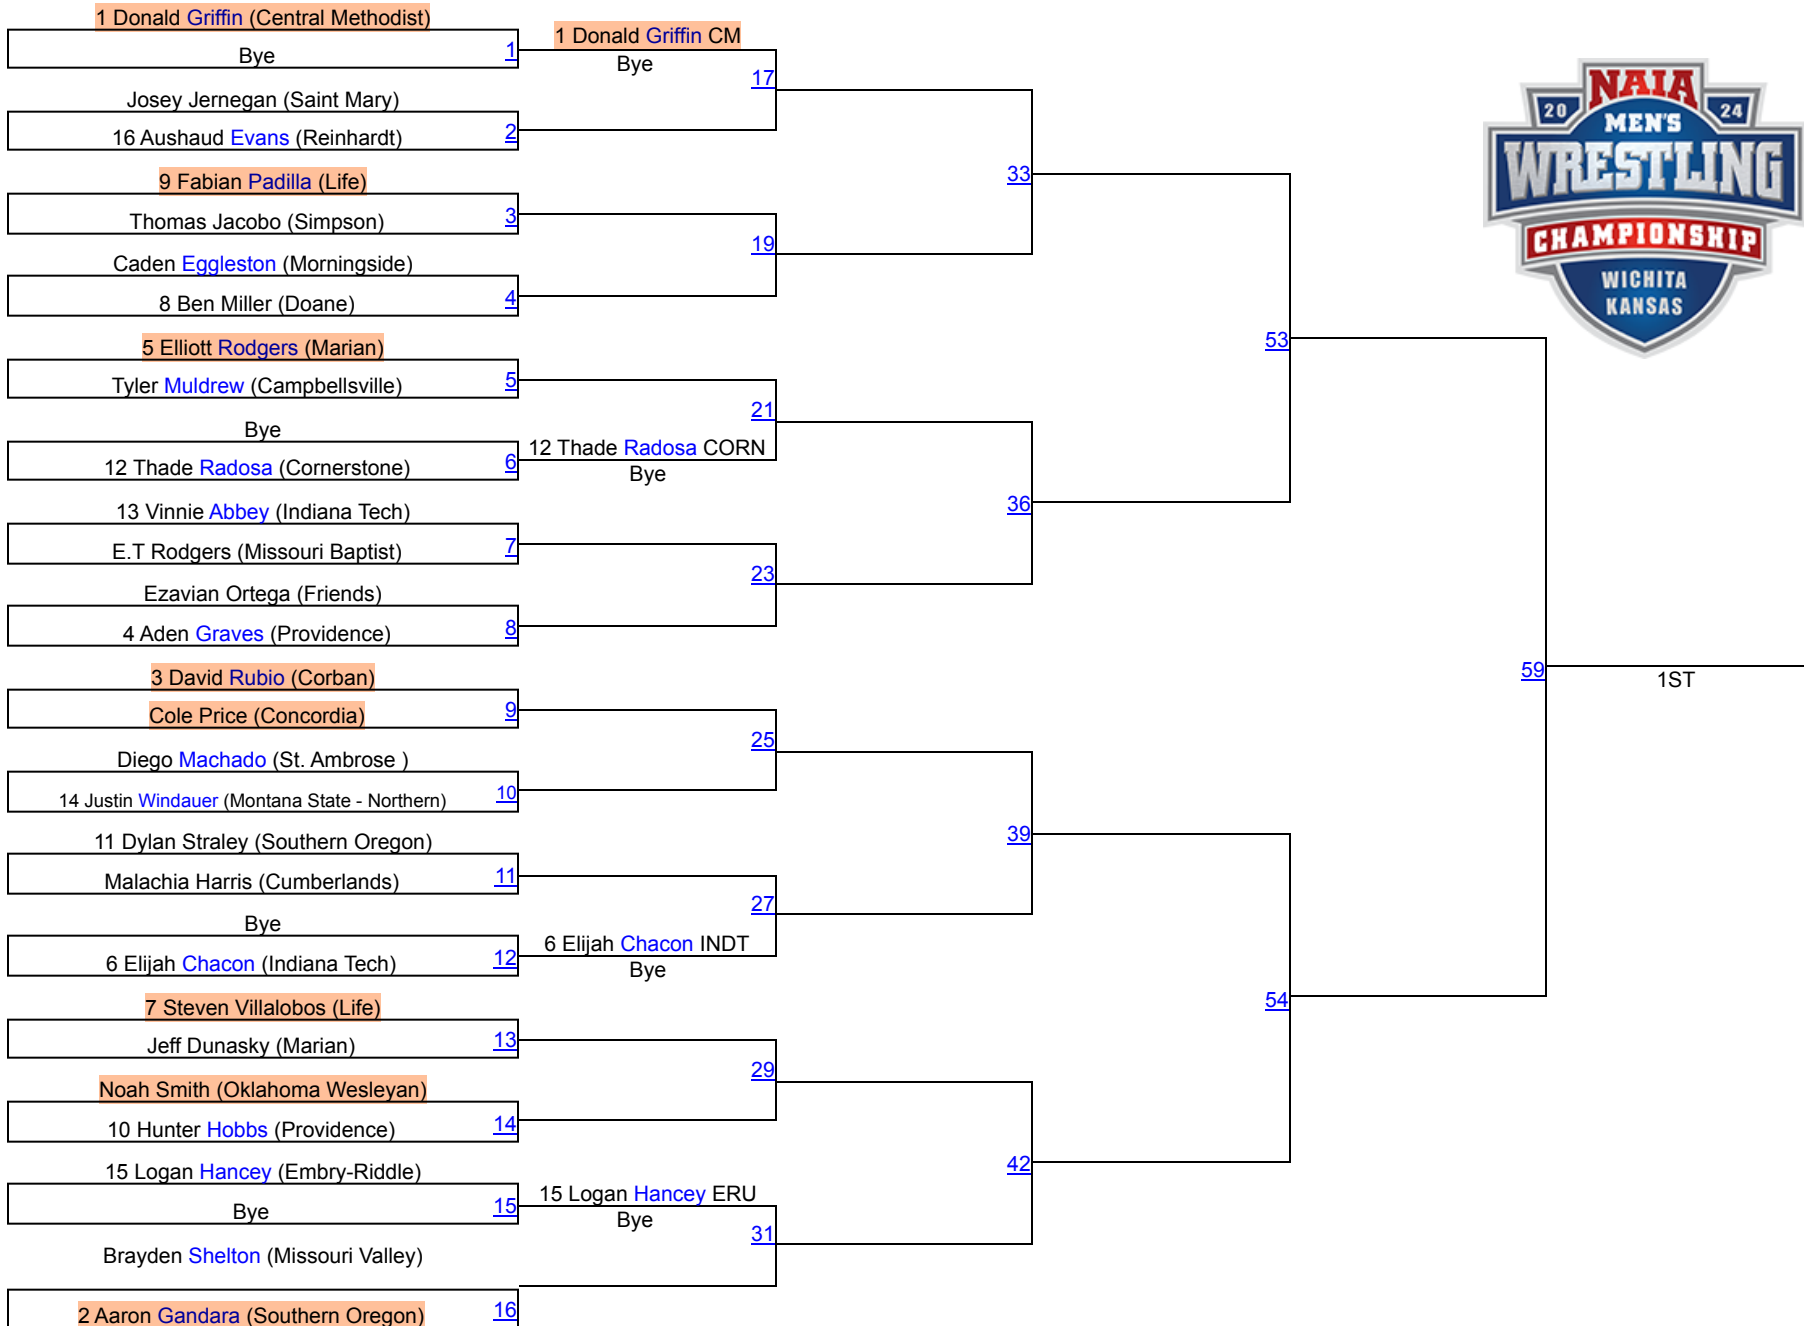 1 Donald Griffin (Central Methodist)
Bye
1
1 Donald Griffin CM
Bye
17
Josey Jernegan (Saint Mary)
16 Aushaud Evans (Reinhardt)
2
33
9 Fabian Padilla (Life)
Thomas Jacobo (Simpson)
3
19
Caden Eggleston (Morningside)
8 Ben Miller (Doane)
4
53
5 Elliott Rodgers (Marian)
Tyler Muldrew (Campbellsville)
5
21
Bye
12 Thade Radosa (Cornerstone)
6
12 Thade Radosa CORN
Bye
36
13 Vinnie Abbey (Indiana Tech)
E.T Rodgers (Missouri Baptist)
7
23
Ezavian Ortega (Friends)
4 Aden Graves (Providence)
8
59
1ST
3 David Rubio (Corban)
Cole Price (Concordia)
9
25
Diego Machado (St. Ambrose )
14 Justin Windauer (Montana State - Northern)
10
39
11 Dylan Straley (Southern Oregon)
Malachia Harris (Cumberlands)
11
27
Bye
6 Elijah Chacon (Indiana Tech)
12
6 Elijah Chacon INDT
Bye
54
7 Steven Villalobos (Life)
Jeff Dunasky (Marian)
13
29
Noah Smith (Oklahoma Wesleyan)
10 Hunter Hobbs (Providence)
14
42
15 Logan Hancey (Embry-Riddle)
Bye
15
15 Logan Hancey ERU
Bye
31
Brayden Shelton (Missouri Valley)
2 Aaron Gandara (Southern Oregon)
16
NAIA
20 24
MEN'S
WRESTLING
CHAMPIONSHIP
WICHITA
KANSAS